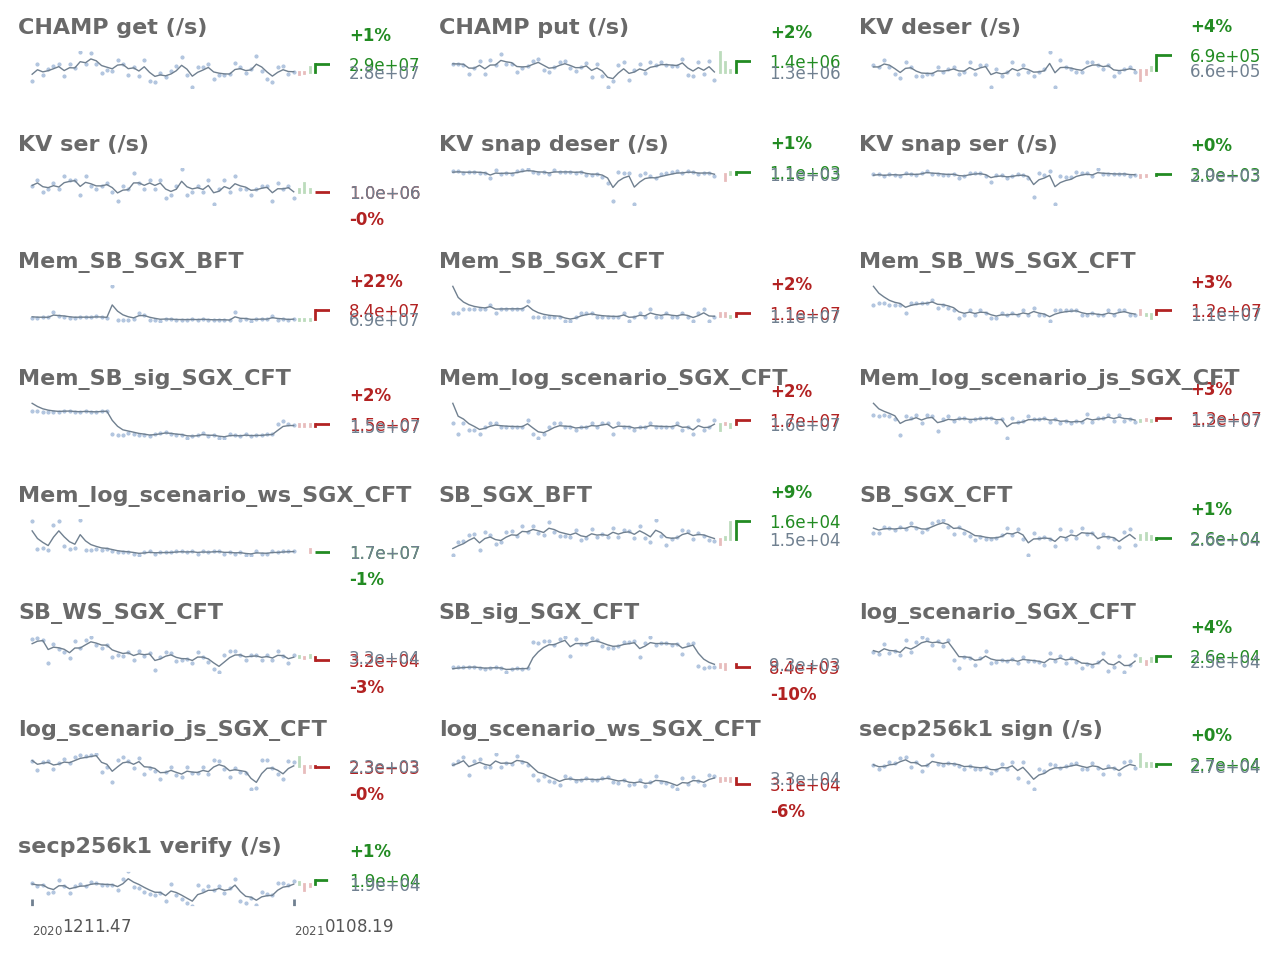 CHAMP get (/s)
+1%
2.9e+07
2.8e+07
CHAMP put (/s)
+2%
1.4e+06
1.3e+06
KV deser (/s)
+4%
6.9e+05
6.6e+05
KV ser (/s)
1.0e+06
-0%
KV snap deser (/s)
+1%
1.1e+03
1.1e+03
KV snap ser (/s)
+0%
3.0e+03
Mem_SB_SGX_BFT
+22%
8.4e+07
6.9e+07
Mem_SB_SGX_CFT
+2%
1.1e+07
1.1e+07
Mem_SB_WS_SGX_CFT
+3%
1.2e+07
1.1e+07
Mem_SB_sig_SGX_CFT
+2%
1.5e+07
1.5e+07
Mem_log_scenario_SGX_CFT
+2%
1.7e+07
1.6e+07
Mem_log_scenario_js_SGX_CFT
+3%
1.3e+07
1.2e+07
Mem_log_scenario_ws_SGX_CFT
1.7e+07
-1%
SB_SGX_BFT
+9%
1.6e+04
1.5e+04
SB_SGX_CFT
+1%
2.6e+04
2.6e+04
SB_WS_SGX_CFT
3.2e+04
-3%
SB_sig_SGX_CFT
9.3e+03
8.4e+03
-10%
log_scenario_SGX_CFT
+4%
2.6e+04
2.5e+04
log_scenario_js_SGX_CFT
2.3e+03
2.3e+03
-0%
log_scenario_ws_SGX_CFT
3.3e+04
3.1e+04
-6%
secp256k1 sign (/s)
+0%
2.7e+04
2.7e+04
secp256k1 verify (/s)
+1%
1.9e+04
1.9e+04
2020 1211.47
2021 0108.19